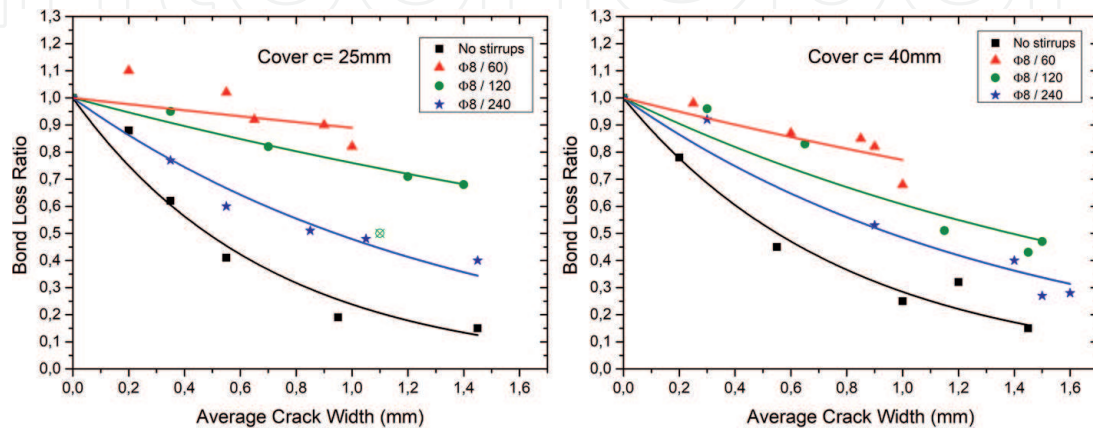 1,3
1,2
1,1
1,0
0,9
0,8
0,7
0,6
0,5
0,4
0,3
0,2
0,1
0,0
Bond Loss Ratio
Cover c= 25mm
No stirrups
Φ8 / 60)
Φ8 / 120
Φ8 / 240
0,0 0,2 0,4 0,6 0,8 1,0 1,2 1,4 1,6
Average Crack Width (mm)
1,3
1,2
1,1
1,0
0,9
0,8
0,7
0,6
0,5
0,4
0,3
0,2
0,1
0,0
Bond Loss Ratio
Cover c= 40mm
No stirrups
Φ8 / 60
Φ8 / 120
Φ8 / 240
0,0 0,2 0,4 0,6 0,8 1,0 1,2 1,4 1,6
Average Crack Width (mm)